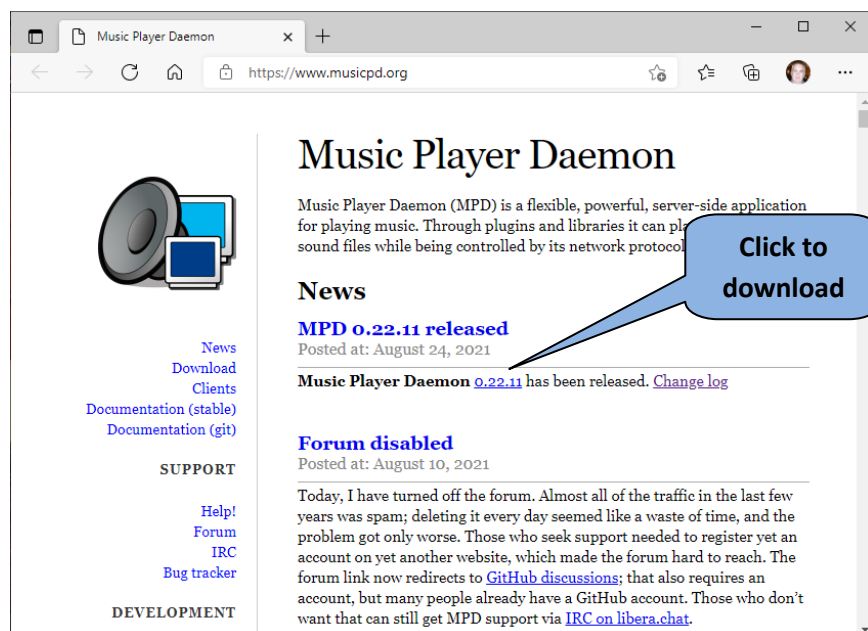 Music Player Daemon
https://www.musicpd.org
Music Player Daemon
Music Player Daemon (MPD) is a flexible, powerful, server-side application
for playing music. Through plugins and libraries it can
sound files while being controlled by its network protocol
Click to
download
News
MPD 0.22.11 released
Posted at: August 24, 2021
Music Player Daemon 0.22.11 has been released. Change log
Forum disabled
Posted at: August 10, 2021
Today, I have turned off the forum. Almost all of the traffic in the last few
years was spam; deleting it every day seemed like a waste of time, and the
problem got only worse. Those who seek support needed to register yet an
account on yet another website, which made the forum hard to reach. The
forum link now redirects to GitHub discussions; that also requires an
account, but many people already have a GitHub account. Those who don't
want that can still get MPD support via IRC on libera.chat.
News
Download
Clients
Documentation (stable)
Documentation (git)
SUPPORT
Help!
Forum
IRC
Bug tracker
DEVELOPMENT